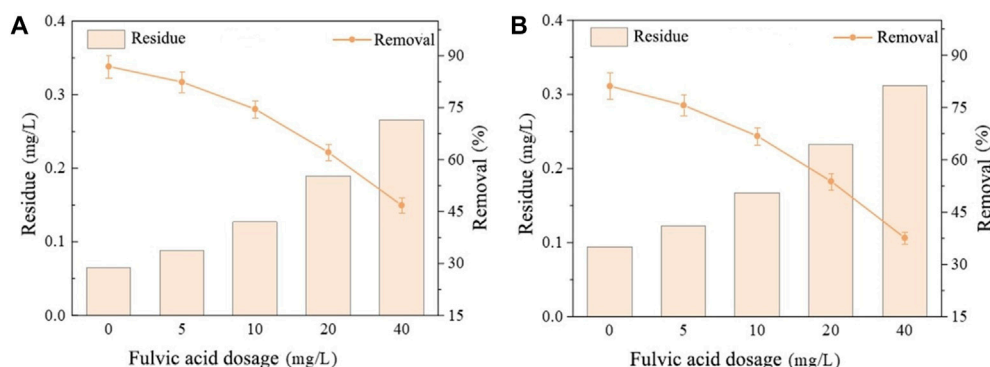 A
Residue
Removal
0.4
0.3
0.2
0.1
0.0
Residue (mg/L)
90
75
60
45
30
15
Removal (%)
0 5 10 20 40
Fulvic acid dosage (mg/L)
B
Residue
Removal
0.4
0.3
0.2
0.1
0.0
Residue (mg/L)
90
75
60
45
30
15
Removal (%)
0 5 10 20 40
Fulvic acid dosage (mg/L)